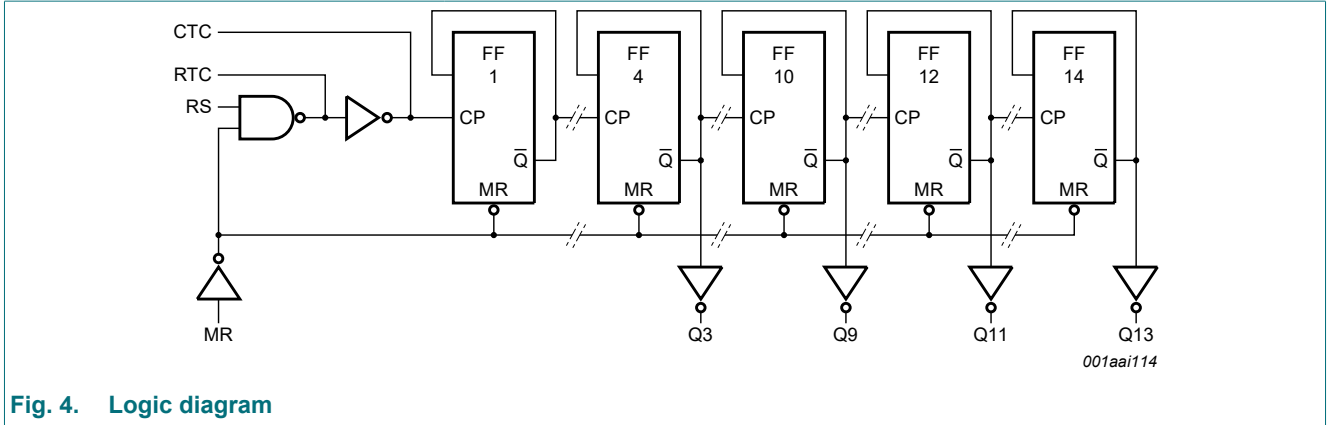 CTC
RTC
RS
FF
1
CP
Q̅
MR
FF
4
CP
Q̅
MR
FF
10
CP
Q̅
MR
FF
12
CP
Q̅
MR
FF
14
CP
Q̅
MR
MR
Q3
Q9
Q11
Q13
001aai114
Fig. 4. Logic diagram